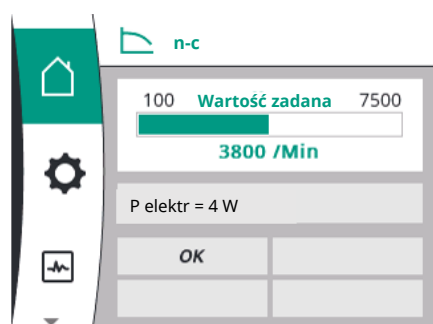 n-c
100 Wartość zadana 7500
3800 /Min
P elektr = 4 W
OK